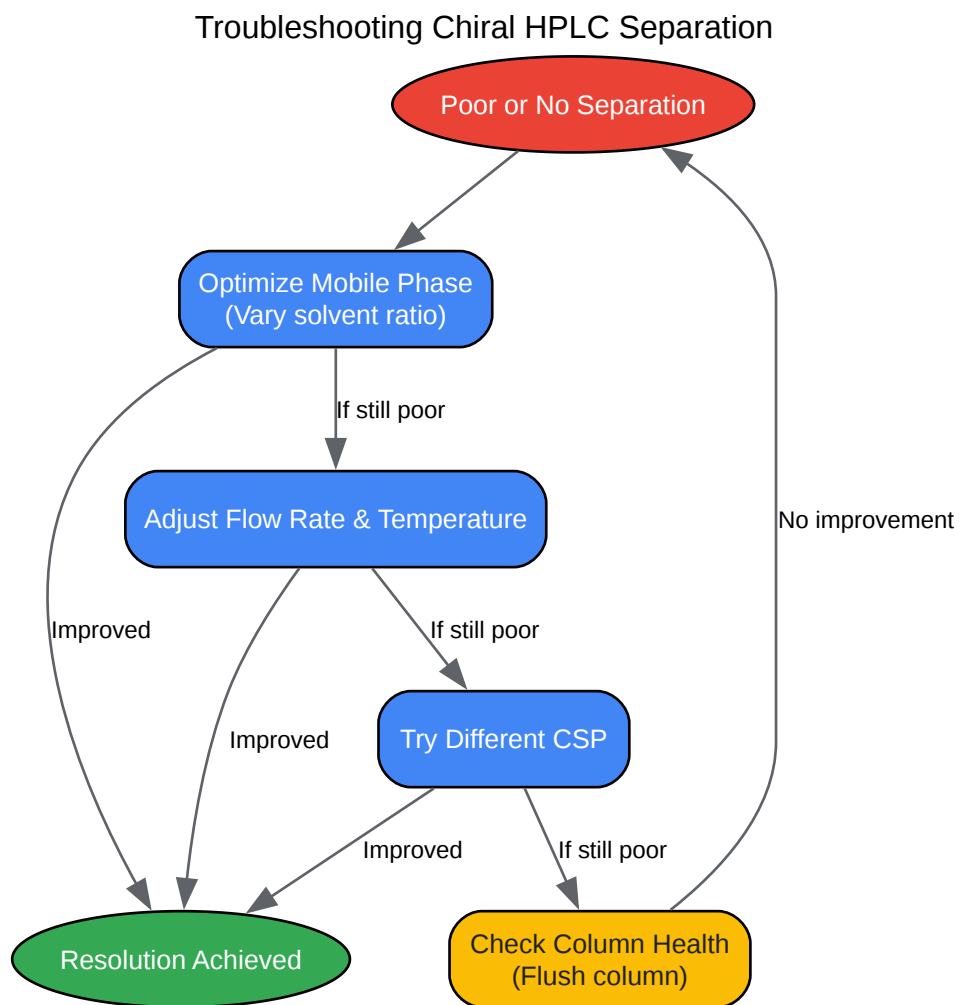 Troubleshooting Chiral HPLC Separation
Poor or No Separation
Optimize Mobile Phase
(Vary solvent ratio)
If still poor
Adjust Flow Rate & Temperature
No improvement
Improved
If still poor
Improved
Try Different CSP
Improved
If still poor
Resolution Achieved
Check Column Health
(Flush column)